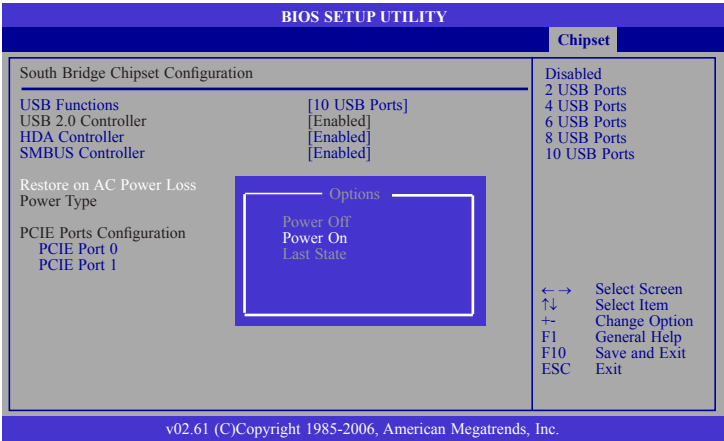 BIOS SETUP UTILITY
Chipset
South Bridge Chipset Configuration
USB Functions [10 USB Ports]
USB 2.0 Controller [Enabled]
HDA Controller [Enabled]
SMBUS Controller [Enabled]
Restore on AC Power Loss
Power Type
PCIE Ports Configuration
PCIE Port 0
PCIE Port 1
Options
Power Off
Power On
Last State
Disabled
2 USB Ports
4 USB Ports
6 USB Ports
8 USB Ports
10 USB Ports
←→ Select Screen
↑↓ Select Item
+- Change Option
F1 General Help
F10 Save and Exit
ESC Exit
v02.61 (C)Copyright 1985-2006, American Megatrends, Inc.